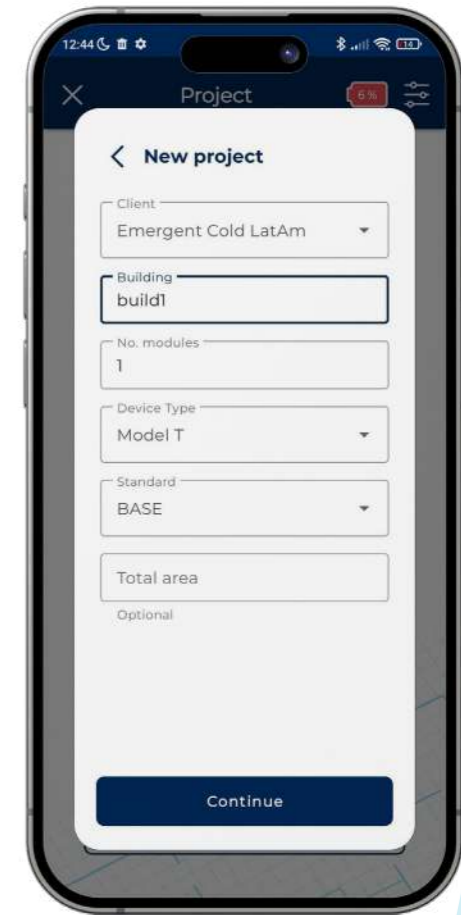 12:44
14
Project
6%
New project
Client
Emergent Cold LatAm
Building
build1
No. modules
1
Device Type
Model T
Standard
BASE
Total area
Optional
Continue